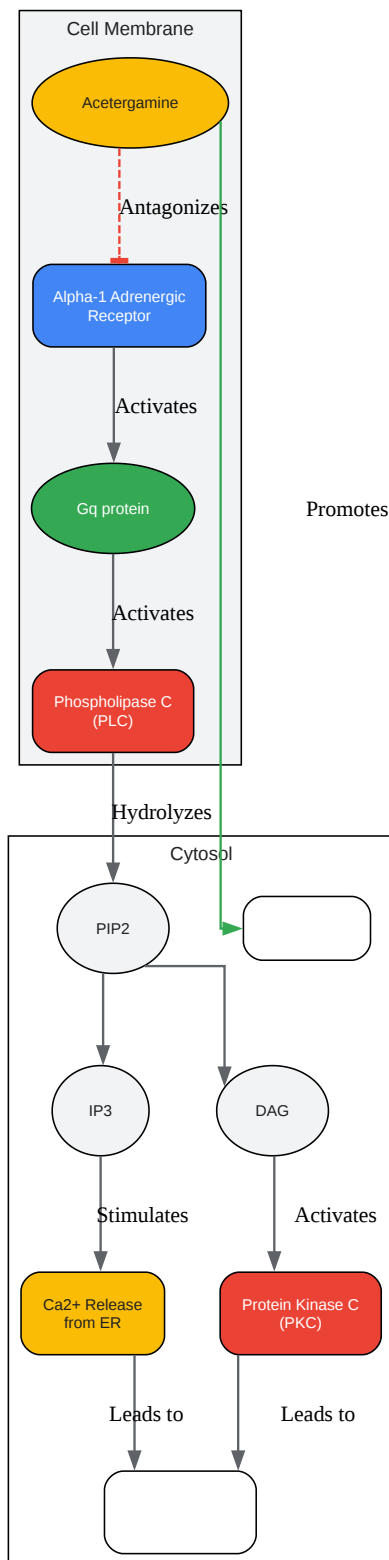 Cell Membrane
Acetergamine
Antagonizes
Alpha-1 Adrenergic
Receptor
Activates
Gq protein
Promotes
Activates
Phospholipase C
(PLC)
Hydrolyzes
Cytosol
PIP2
IP3
DAG
Stimulates
Activates
Ca2+ Release
from ER
Protein Kinase C
(PKC)
Leads to
Leads to